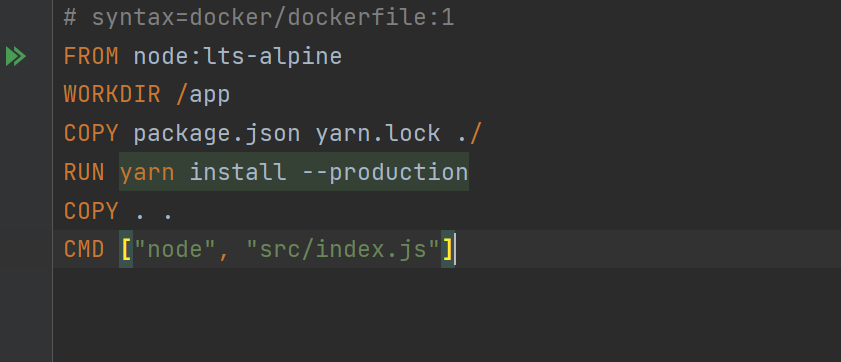 # syntax=docker/dockerfile:1
FROM node:lts-alpine
WORKDIR /app
COPY package.json yarn.lock ./
RUN yarn install --production
COPY . .
CMD ["node", "src/index.js"]